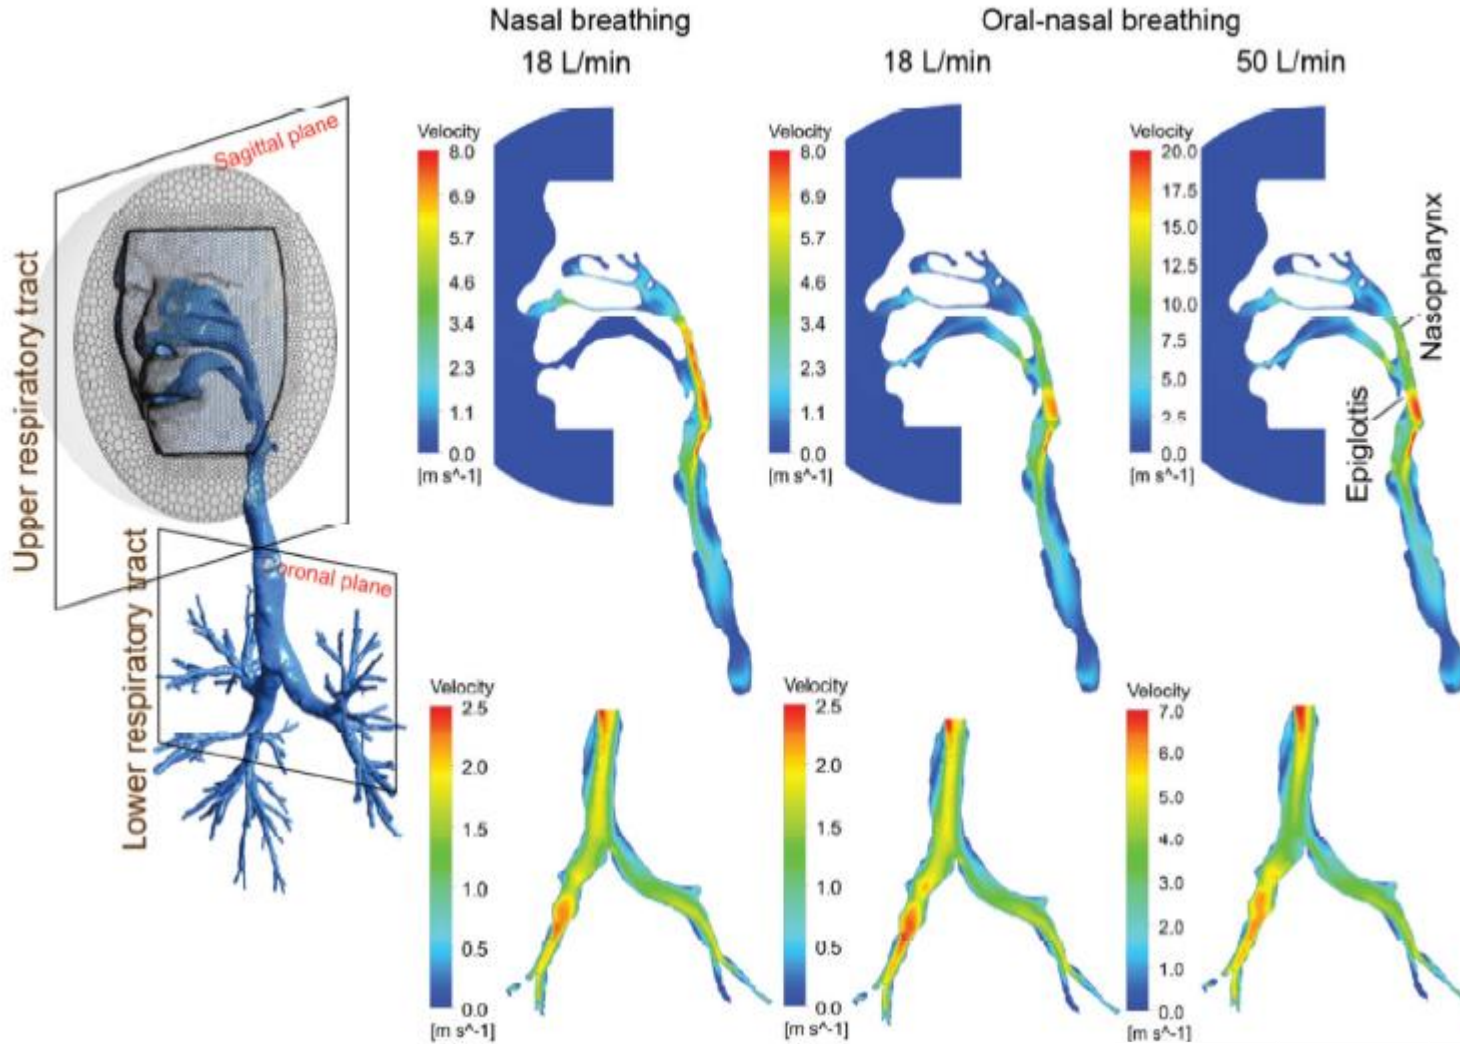 Nasal breathing
Oral-nasal breathing
18 L/min
18 L/min
50 L/min
Upper respiratory tract
Sagittal plane
Velocity
8.0
6.9
5.7
4.6
3.4
2.3
1.1
0.0
[m s^-1]
Velocity
8.0
6.9
5.7
4.6
3.4
2.3
1.1
0.0
[m s^-1]
Velocity
20.0
17.5
15.0
12.5
10.0
7.5
5.0
2.5
0.0
[m s^-1]
Nasopharynx
Epiglottis
Lower respiratory tract
Coronal plane
Velocity
2.5
2.0
1.5
1.0
0.5
0.0
[m s^-1]
Velocity
2.5
2.0
1.5
1.0
0.5
0.0
[m s^-1]
Velocity
7.0
6.0
5.0
4.0
3.0
2.0
1.0
0.0
[m s^-1]